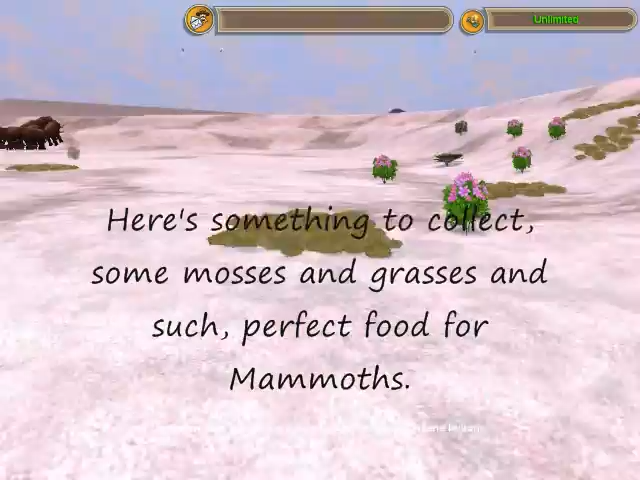 Unlimited
Here's something to collect,
some mosses and grasses and
such, perfect food for
Mammoths.